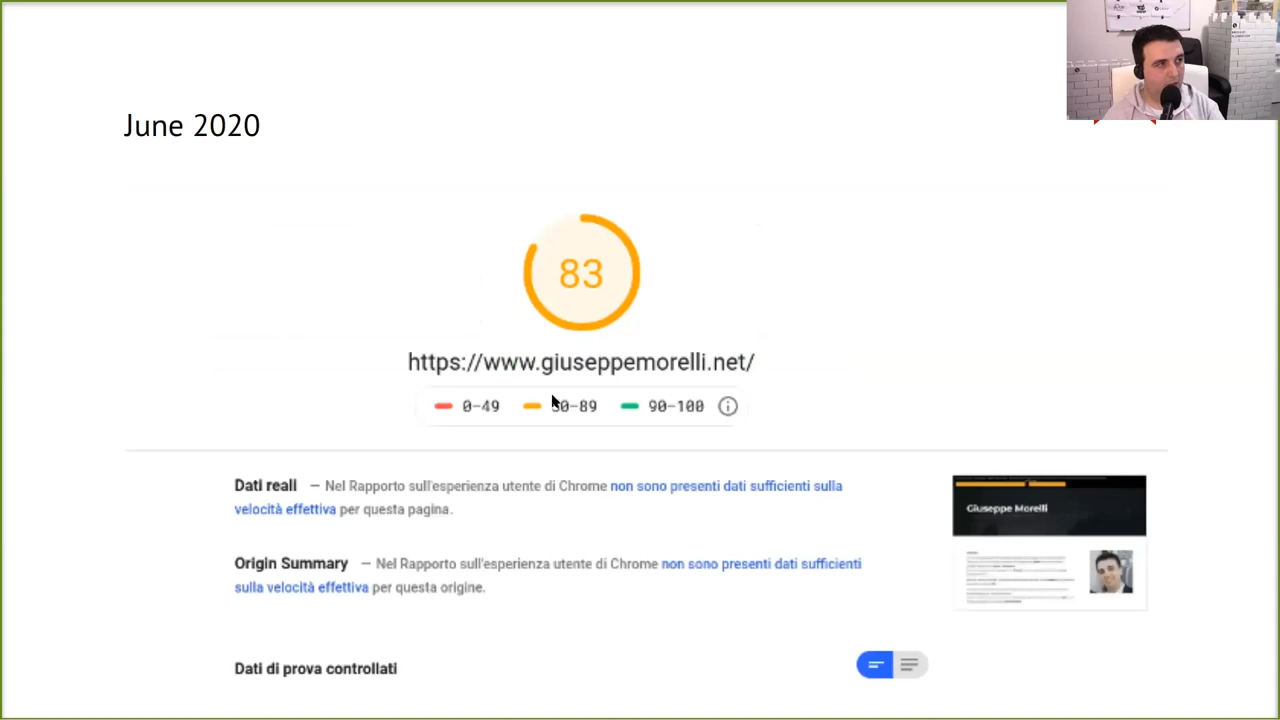 June 2020
83
https://www.giuseppemorelli.net/
0-49 50-89 90-100
Dati reali — Nel Rapporto sull'esperienza utente di Chrome non sono presenti dati sufficienti sulla
velocità effettiva per questa pagina.
Giuseppe Morelli
Origin Summary — Nel Rapporto sull'esperienza utente di Chrome non sono presenti dati sufficienti
sulla velocità effettiva per questa origine.
Dati di prova controllati